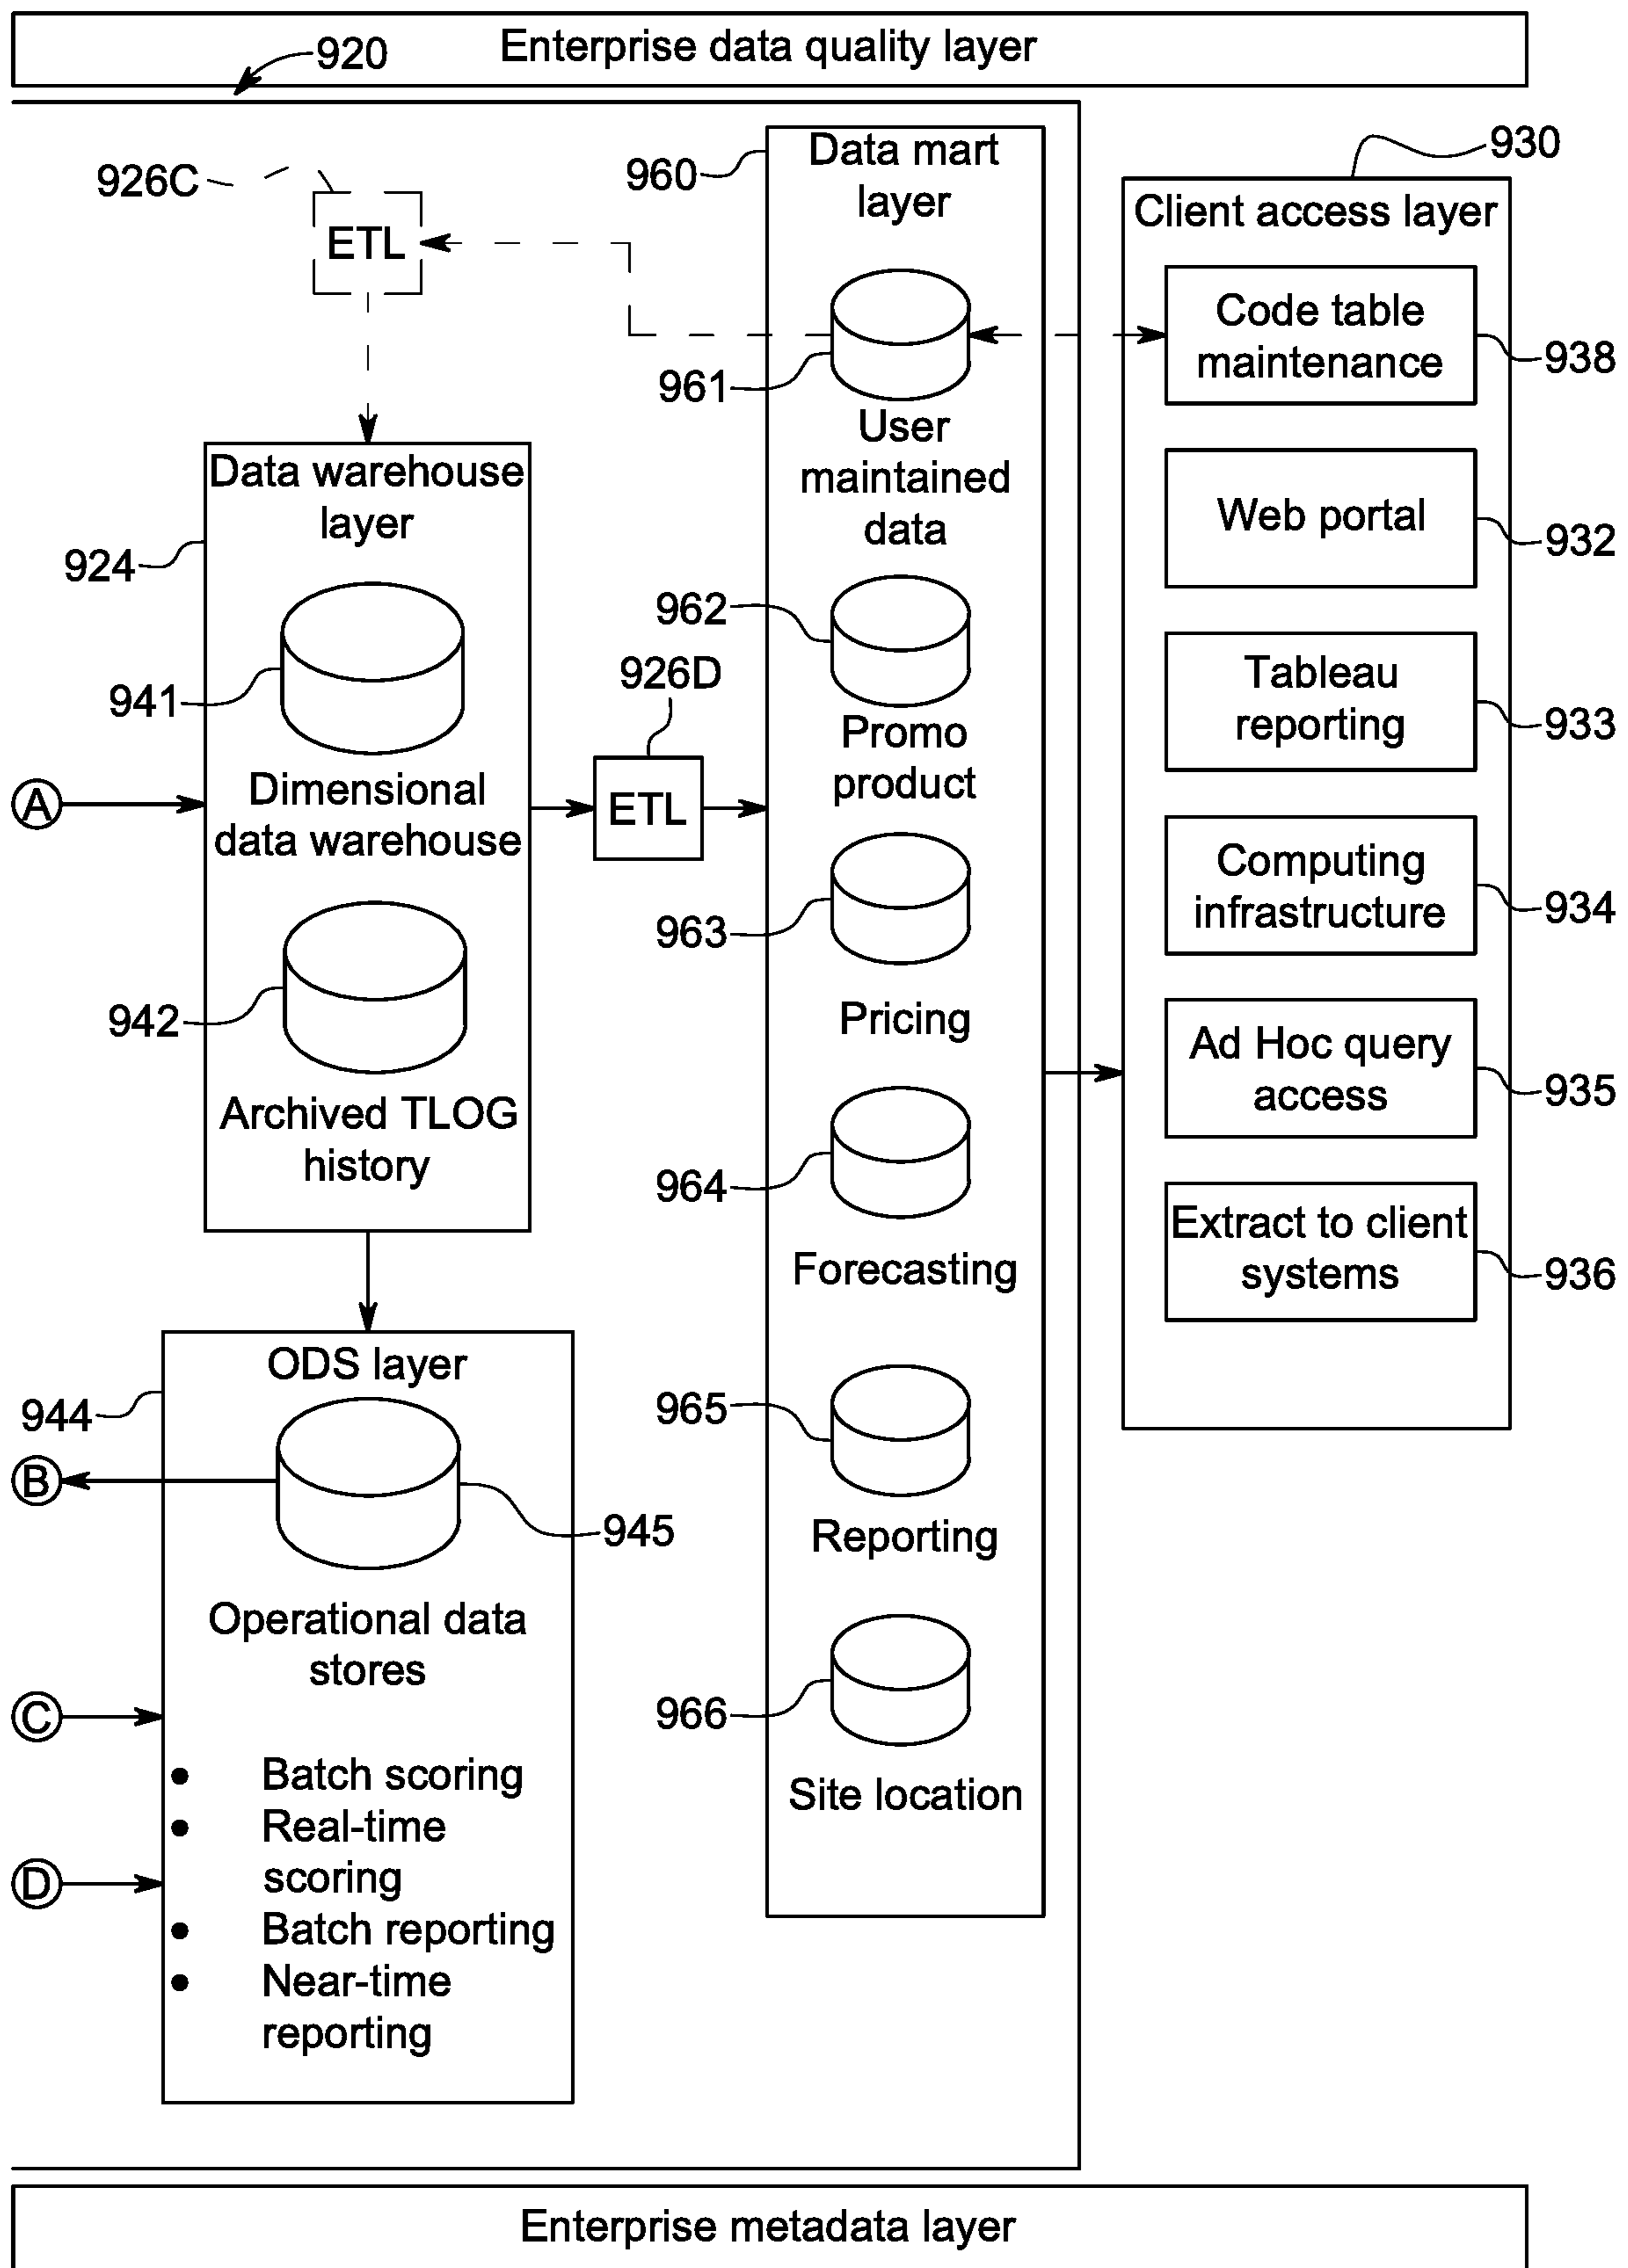 Enterprise data quality layer
920
926C
ETL
960
Data mart
layer
930
Client access layer
961
User
maintained
data
Code table
maintenance
938
Web portal
932
Data warehouse
layer
924
941
Dimensional
data warehouse
942
Archived TLOG
history
A
926D
ETL
962
Promo
product
963
Pricing
964
Forecasting
965
Reporting
966
Site location
Tableau
reporting
933
Computing
infrastructure
934
Ad Hoc query
access
935
Extract to client
systems
936
ODS layer
944
B
945
Operational data
stores
C
• Batch scoring
• Real-time
scoring
D
• Batch reporting
• Near-time
reporting
Enterprise metadata layer